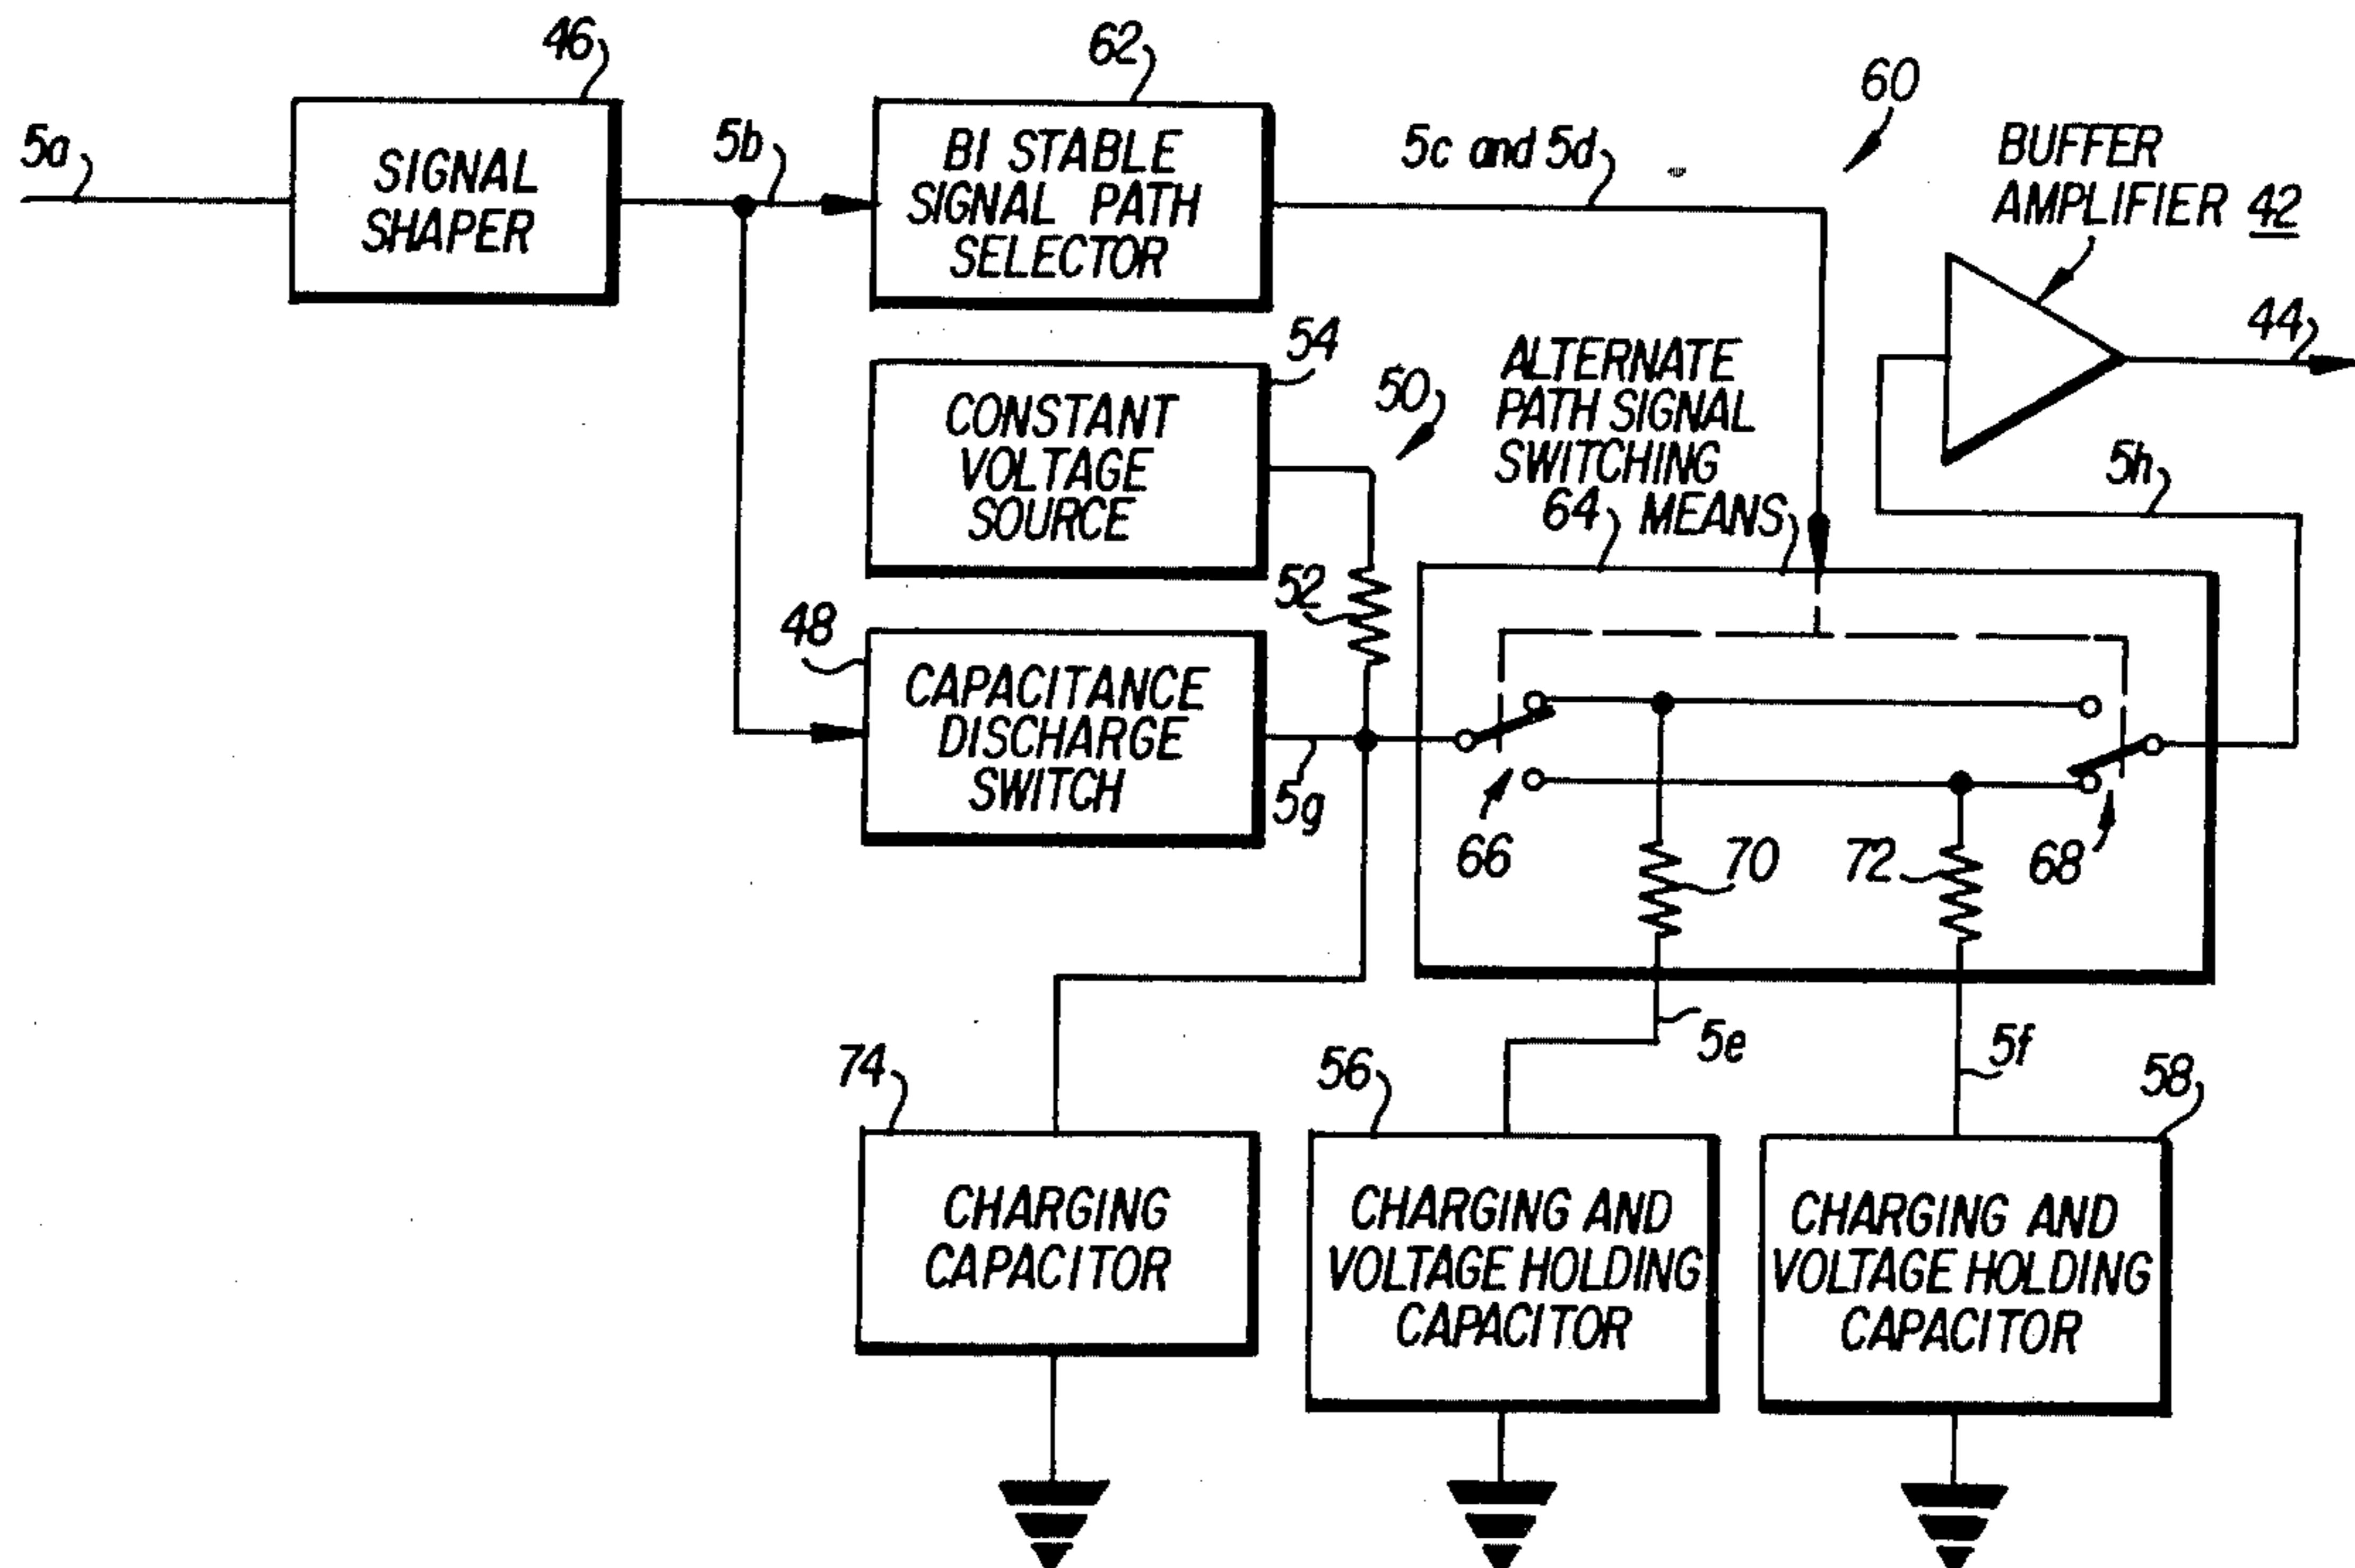 46
62
60
5a
SIGNAL
SHAPER
5b
BI STABLE
SIGNAL PATH
SELECTOR
5c and 5d
BUFFER
AMPLIFIER 42
44
54
CONSTANT
VOLTAGE
SOURCE
50
ALTERNATE
PATH SIGNAL
SWITCHING
64 MEANS
5h
52
48
CAPACITANCE
DISCHARGE
SWITCH
5g
66
70
72
68
5e
5f
74
56
58
CHARGING
CAPACITOR
CHARGING AND
VOLTAGE HOLDING
CAPACITOR
CHARGING AND
VOLTAGE HOLDING
CAPACITOR